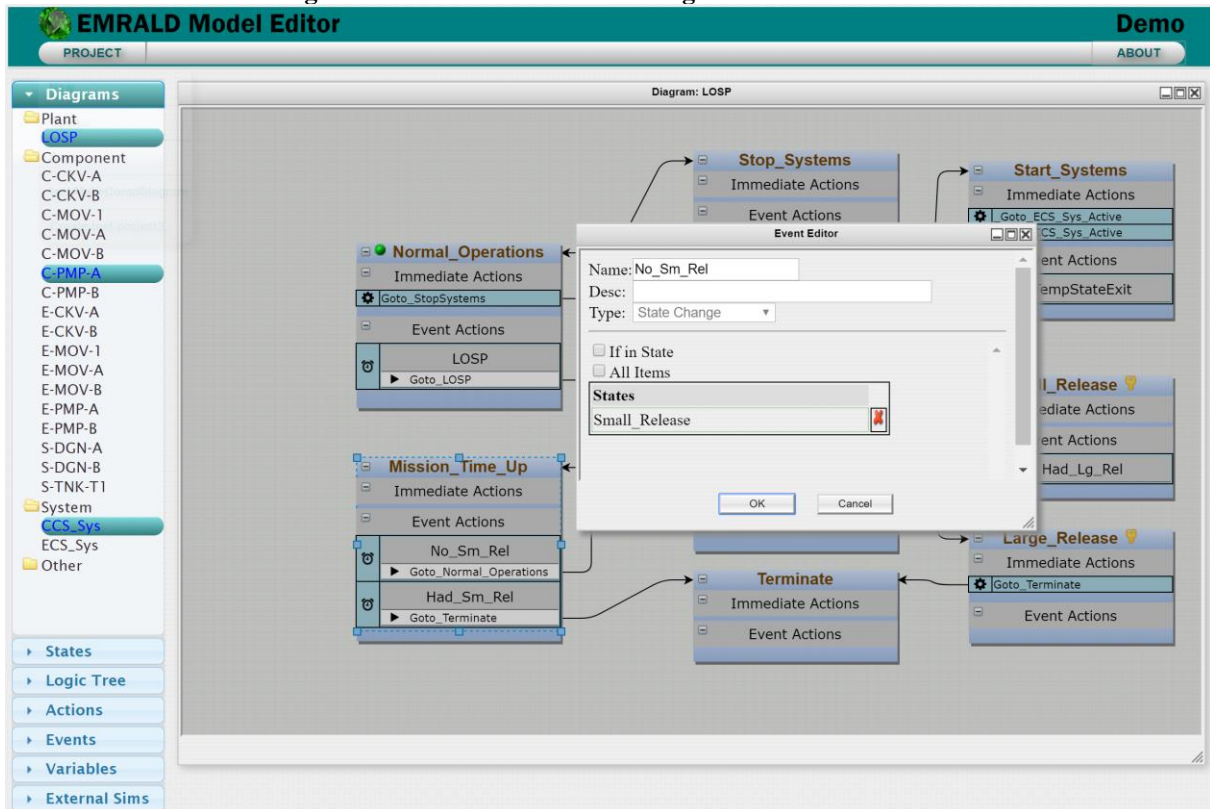 EMRALD Model Editor
Demo
PROJECT
ABOUT
Diagrams
Plant
LOSP
Component
C-CKV-A
C-CKV-B
C-MOV-1
C-MOV-A
C-MOV-B
C-PMP-A
C-PMP-B
E-CKV-A
E-CKV-B
E-MOV-1
E-MOV-A
E-MOV-B
E-PMP-A
E-PMP-B
S-DGN-A
S-DGN-B
S-TNK-T1
System
CCS_Sys
ECS_Sys
Other
States
Logic Tree
Actions
Events
Variables
External Sims
Diagram: LOSP
Normal_Operations
Immediate Actions
Goto_StopSystems
Event Actions
LOSP
Goto_LOSP
Mission_Time_Up
Immediate Actions
Event Actions
No_Sm_Rel
Goto_Normal_Operations
Had_Sm_Rel
Goto_Terminate
Stop_Systems
Immediate Actions
Event Actions
Event Editor
Name: No_Sm_Rel
Desc:
Type: State Change
If in State
All Items
States
Small_Release
OK
Cancel
Terminate
Immediate Actions
Event Actions
Start_Systems
Immediate Actions
Goto_ECS_Sys_Active
CS_Sys_Active
ent Actions
empStateExit
ll_Release
ediate Actions
ent Actions
Had_Lg_Rel
Large_Release
Immediate Actions
Goto_Terminate
Event Actions